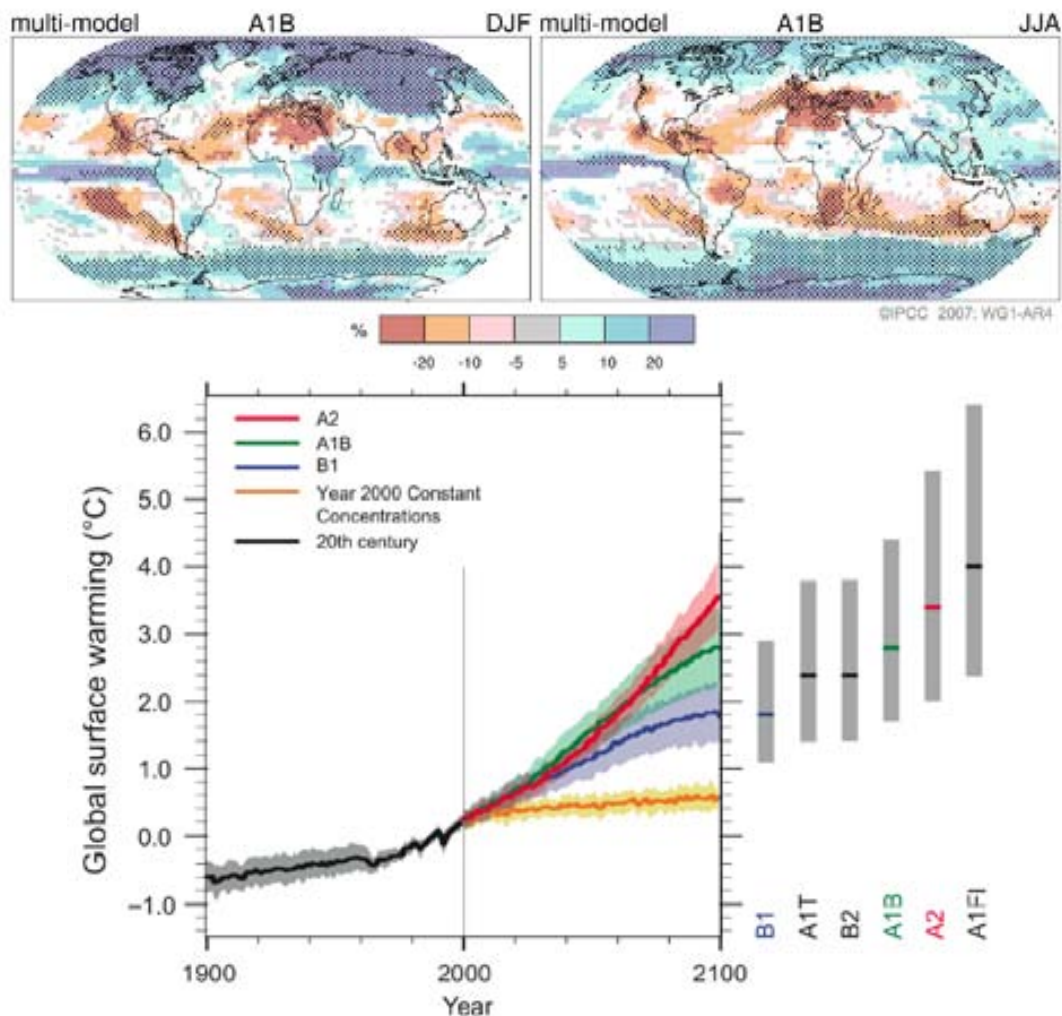 multi-model A1B DJF
multi-model A1B JJA
©IPCC 2007: WG1-AR4
%
-20 -10 -5 5 10 20
A2
A1B
B1
Year 2000 Constant
Concentrations
20th century
Global surface warming (°C)
6.0
5.0
4.0
3.0
2.0
1.0
0.0
−1.0
1900 2000 2100
Year
B1
A1T
B2
A1B
A2
A1FI